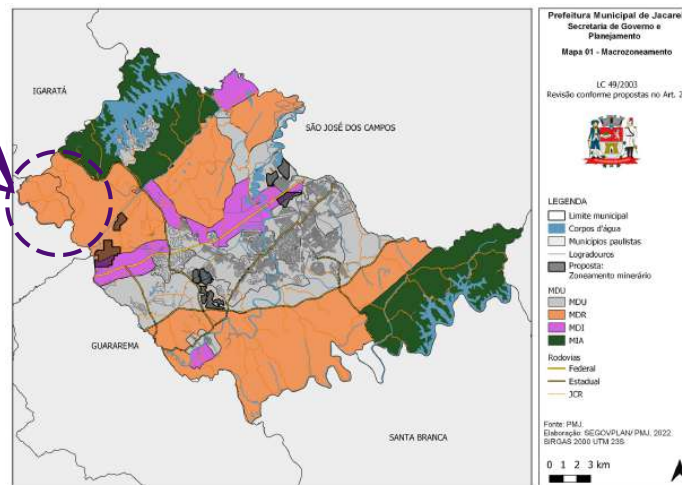 Prefeitura Municipal de Jacareí
Secretaria de Governo e
Planejamento
Mapa 01 - Macrozoneamento
LC 49/2003
Revisão conforme propostas no Art. 2
IGARATÁ
SÃO JOSÉ DOS CAMPOS
GUARAREMA
SANTA BRANCA
LEGENDA
Limite municipal
Corpos d'água
Municípios paulistas
Logradouros
Proposta:
Zoneamento minerário
MDU
MDU
MDR
MDI
MIA
Rodovias
Federal
Estadual
JCR
Fonte: PMJ.
Elaboração: SEGOVPLAN/ PMJ, 2022.
SIRGAS 2000 UTM 23S
0 1 2 3 km